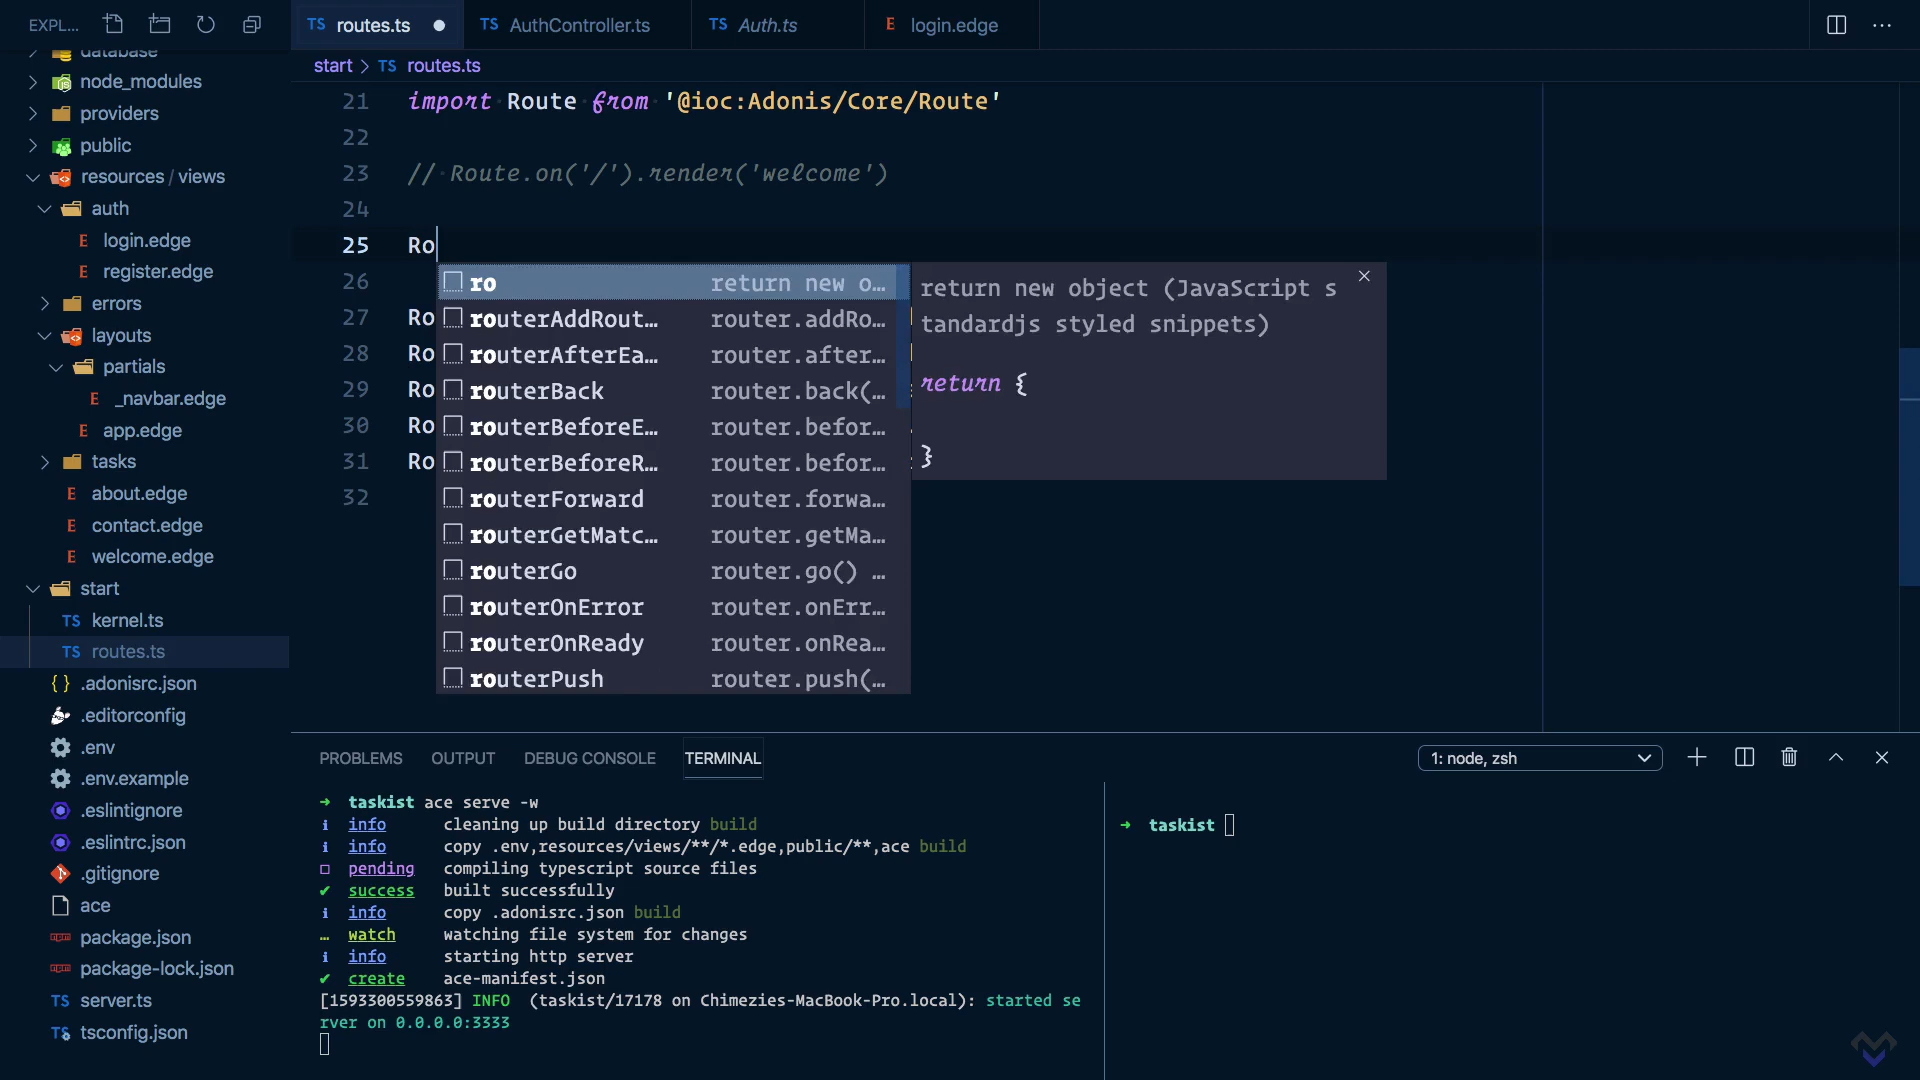 EXPL...
database
node_modules
providers
public
resources / views
auth
E login.edge
E register.edge
errors
layouts
partials
E _navbar.edge
E app.edge
tasks
E about.edge
E contact.edge
E welcome.edge
start
TS kernel.ts
TS routes.ts
{ } .adonisrc.json
.editorconfig
.env
.env.example
.eslintignore
.eslintrc.json
.gitignore
ace
package.json
package-lock.json
TS server.ts
TS tsconfig.json
TS routes.ts ●
TS AuthController.ts
TS Auth.ts
E login.edge
start > TS routes.ts
21 import Route from '@ioc:Adonis/Core/Route'
22
23 // Route.on('/').render('welcome')
24
25 Ro
26
27 Ro
28 Ro
29 Ro
30 Ro
31 Ro
32
ro return new o…
routerAddRout… router.addRo…
routerAfterEa… router.after…
routerBack router.back(…
routerBeforeE… router.befor…
routerBeforeR… router.befor…
routerForward router.forwa…
routerGetMatc… router.getMa…
routerGo router.go() …
routerOnError router.onErr…
routerOnReady router.onRea…
routerPush router.push(…
return new object (JavaScript s
tandardjs styled snippets)
return {
}
PROBLEMS OUTPUT DEBUG CONSOLE TERMINAL
1: node, zsh
➜ taskist ace serve -w
ℹ info cleaning up build directory build
ℹ info copy .env,resources/views/**/*.edge,public/**,ace build
☐ pending compiling typescript source files
✔ success built successfully
ℹ info copy .adonisrc.json build
… watch watching file system for changes
ℹ info starting http server
✔ create ace-manifest.json
[1593300559863] INFO (taskist/17178 on Chimezies-MacBook-Pro.local): started se
rver on 0.0.0.0:3333
➜ taskist